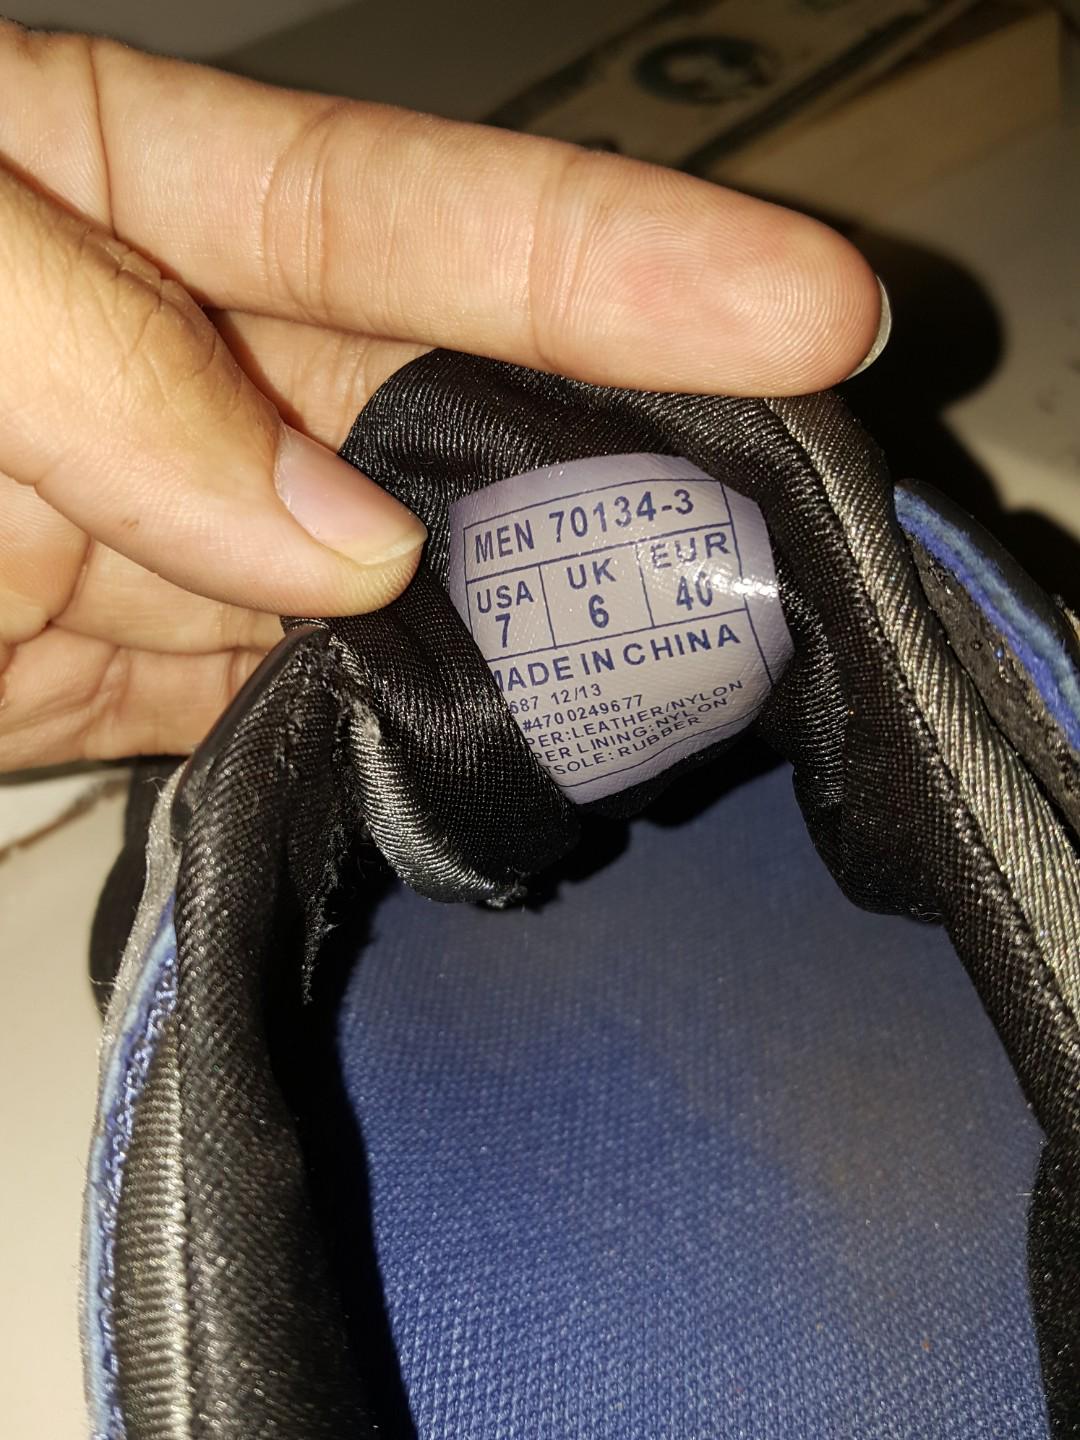 MEN 70134-3
USA UK EUR
7 6 40
MADE IN CHINA
687 12/13
#4700249677
PER:LEATHER/NYLON
PER LINING:NYLON
TSOLE: RUBBER